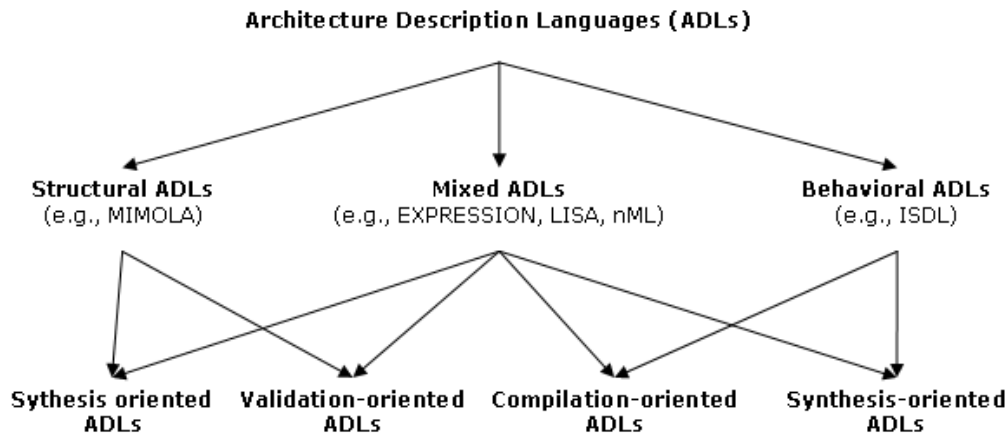 Architecture Description Languages (ADLs)
Structural ADLs
(e.g., MIMOLA)
Mixed ADLs
(e.g., EXPRESSION, LISA, nML)
Behavioral ADLs
(e.g., ISDL)
Sythesis oriented
ADLs
Validation-oriented
ADLs
Compilation-oriented
ADLs
Synthesis-oriented
ADLs